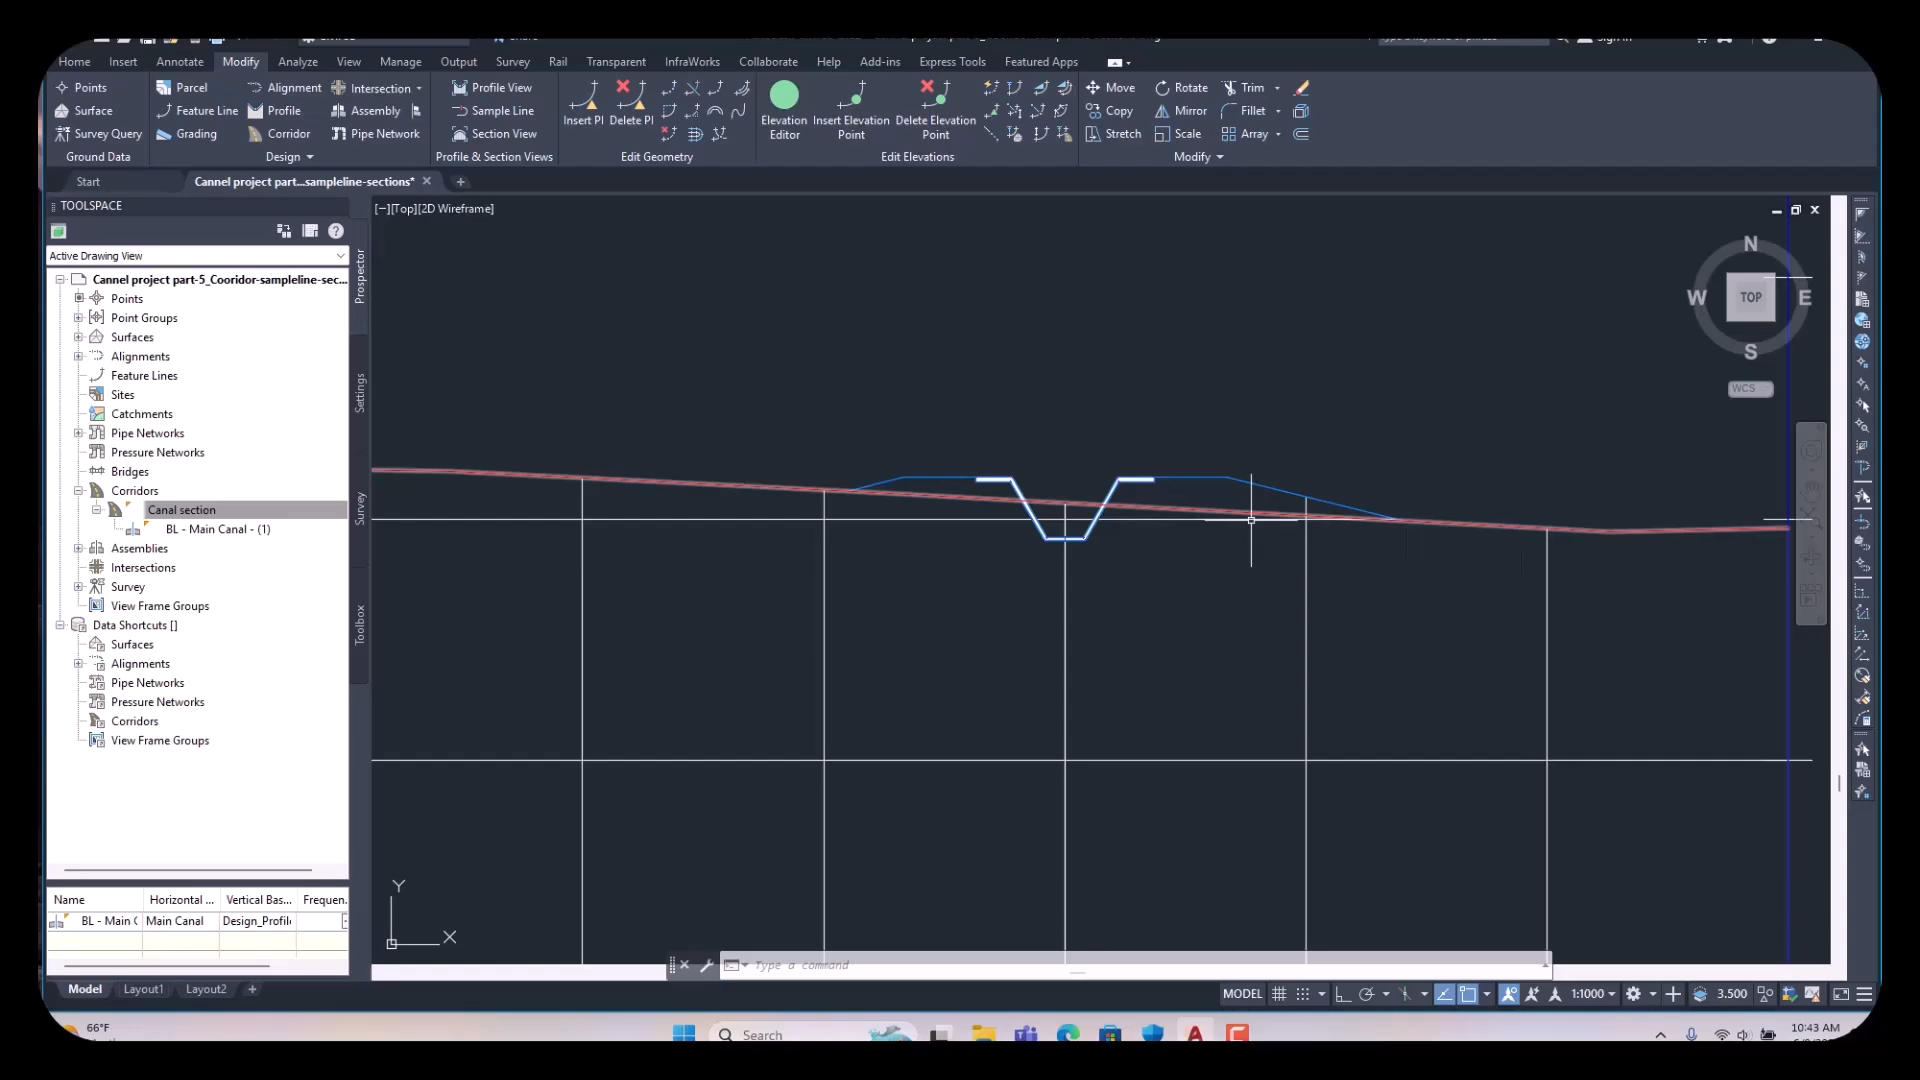 Home Insert Annotate Modify Analyze View Manage Output Survey Rail Transparent InfraWorks Collaborate Help Add-ins Express Tools Featured Apps
Points Parcel Alignment Intersection Profile View Move Rotate Trim
Surface Feature Line Profile Assembly Sample Line Insert PI Delete PI Elevation Editor Insert Elevation Point Delete Elevation Point Copy Mirror Fillet
Survey Query Grading Corridor Pipe Network Section View Stretch Scale Array
Ground Data Design Profile & Section Views Edit Geometry Edit Elevations Modify
Start Cannel project part...sampleline-sections*
TOOLSPACE
[−][Top][2D Wireframe]
Active Drawing View
Cannel project part-5_Cooridor-sampleline-sec...
Points
Point Groups
Surfaces
Alignments
Feature Lines
Sites
Catchments
Pipe Networks
Pressure Networks
Bridges
Corridors
Canal section
BL - Main Canal - (1)
Assemblies
Intersections
Survey
View Frame Groups
Data Shortcuts []
Surfaces
Alignments
Pipe Networks
Pressure Networks
Corridors
View Frame Groups
Prospector
Settings
Survey
Toolbox
N
W TOP E
S
WCS
Name Horizontal ... Vertical Bas... Frequen.
BL - Main C Main Canal Design_Profile
Y
X
Type a command
Model Layout1 Layout2
MODEL 1:1000 3.500
66°F
Search
10:43 AM